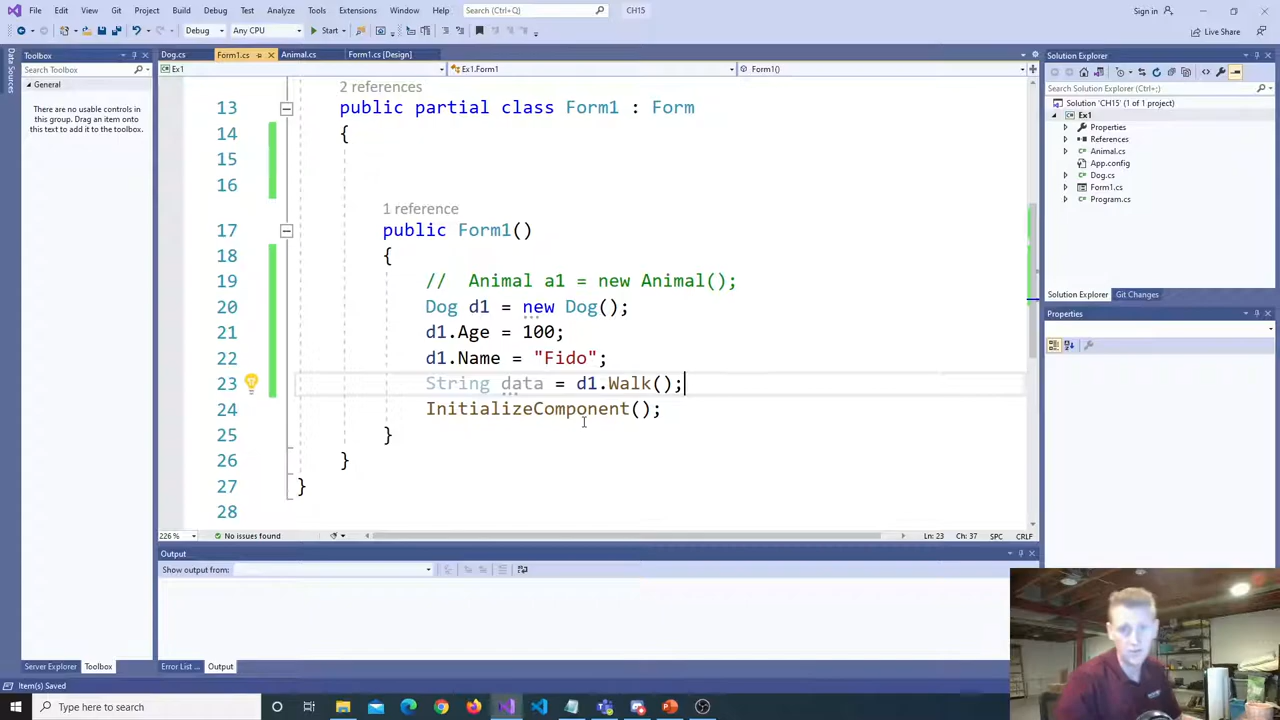 File Edit View Git Project Build Debug Test Analyze Tools Extensions Window Help Search (Ctrl+Q) CH15 Sign in
Debug Any CPU Start Live Share
Data Sources
Toolbox
Search Toolbox
General
There are no usable controls in
this group. Drag an item onto
this text to add it to the toolbox.
Server Explorer Toolbox
Dog.cs Form1.cs Animal.cs Form1.cs [Design]
Ex1 Ex1.Form1 Form1()
2 references
13 public partial class Form1 : Form
14 {
15
16
1 reference
17 public Form1()
18 {
19 // Animal a1 = new Animal();
20 Dog d1 = new Dog();
21 d1.Age = 100;
22 d1.Name = "Fido";
23 String data = d1.Walk();
24 InitializeComponent();
25 }
26 }
27 }
28
226 % No issues found Ln: 23 Ch: 37 SPC CRLF
Output
Show output from:
Error List ... Output
Solution Explorer
Search Solution Explorer (Ctrl+;)
Solution 'CH15' (1 of 1 project)
Ex1
Properties
References
Animal.cs
App.config
Dog.cs
Form1.cs
Program.cs
Solution Explorer Git Changes
Properties
Item(s) Saved
Type here to search